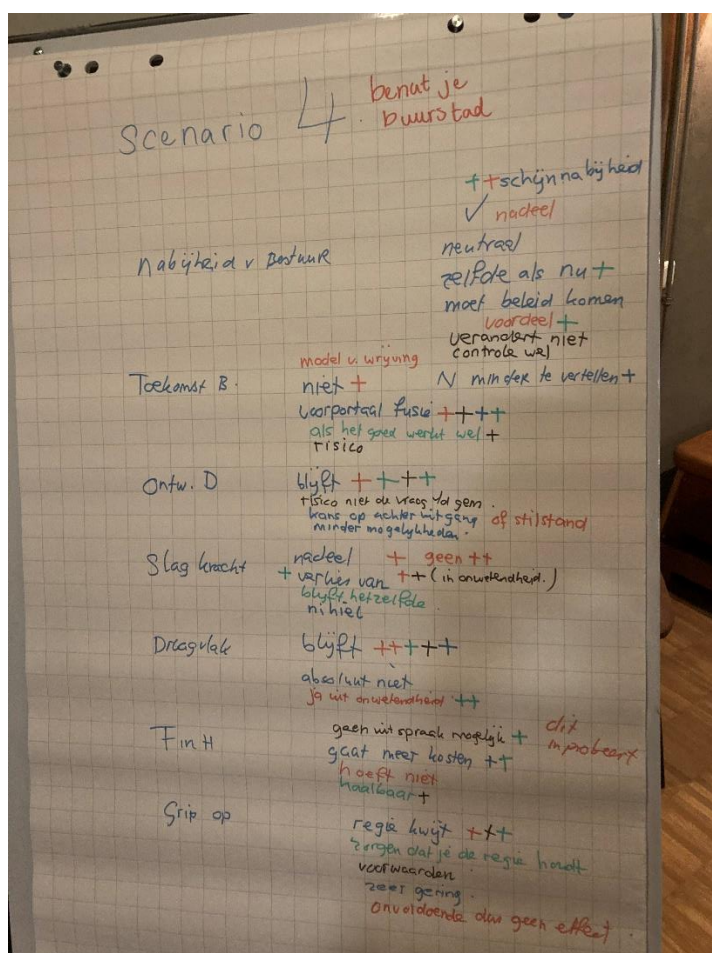 Scenario 4. benut je
buurstad
++ schijnnabijheid
✓ nadeel
nabijheid v Bestuur
neutraal
zelfde als nu +
moet beleid komen
voordeel +
verandert niet
controle wel
N minder te vertellen +
model v. wrijving
Toekomst B.
niet +
voorportaal fusie ++++
als het goed werkt wel +
risico
Ontw. D
blijft ++++
risico niet de vraag gem.
kans op achteruitgang of stilstand
minder mogelijkheden.
Slagkracht
nadeel + geen ++
+ verlies van ++ (in onwetendheid.)
blijft hetzelfde
nihiel
Draagvlak
blijft +++++
absoluut niet
ja uit onwetendheid ++
Fin H
geen uitspraak mogelijk +
dit
gaat meer kosten ++
hoeft niet
haalbaar +
Grip op
regie kwijt +++
zorgen dat je de regie houdt
voorwaarden
zeer gering.
onvoldoende dus geen effect.